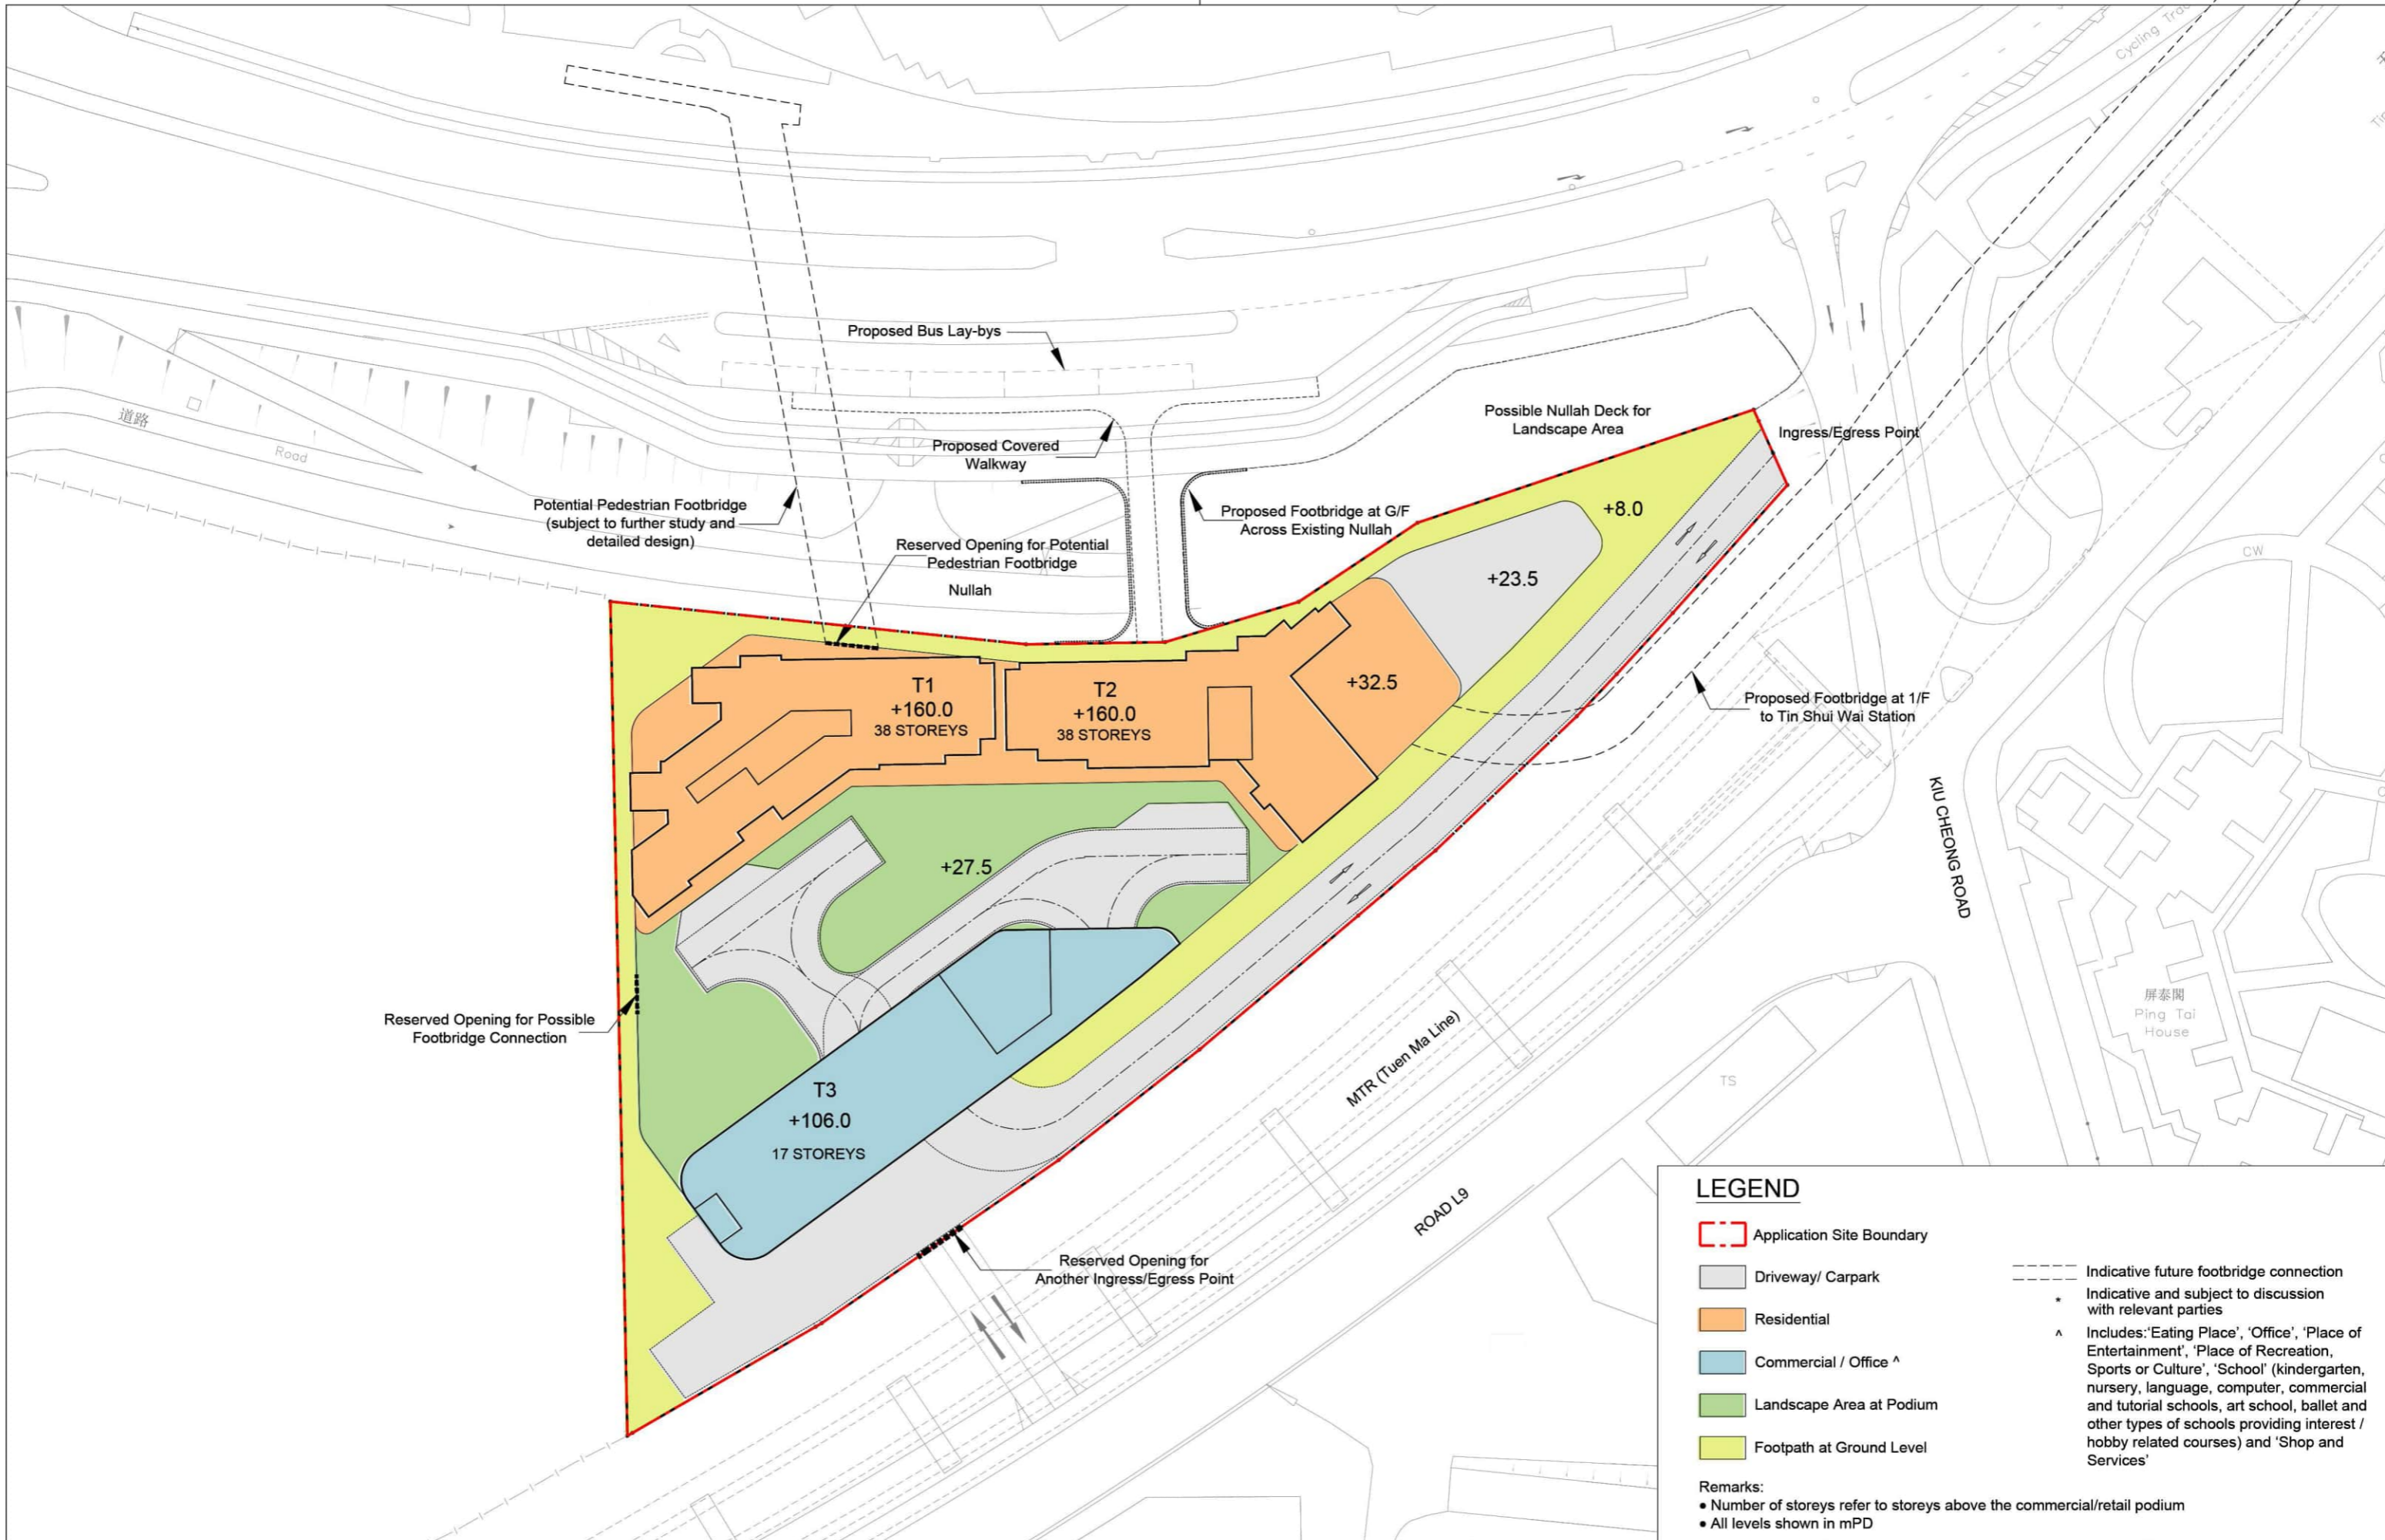 Cycling Trac
Proposed Bus Lay-bys
道路
Road
Possible Nullah Deck for
Landscape Area
Ingress/Egress Point
Proposed Covered
Walkway
Potential Pedestrian Footbridge
(subject to further study and
detailed design)
Proposed Footbridge at G/F
Across Existing Nullah
+8.0
Reserved Opening for Potential
Pedestrian Footbridge
Nullah
+23.5
CW
T1
+160.0
38 STOREYS
T2
+160.0
38 STOREYS
+32.5
Proposed Footbridge at 1/F
to Tin Shui Wai Station
KIU CHEONG ROAD
+27.5
Reserved Opening for Possible
Footbridge Connection
屏泰閣
Ping Tai
House
MTR (Tuen Ma Line)
TS
T3
+106.0
17 STOREYS
ROAD L9
Reserved Opening for
Another Ingress/Egress Point
LEGEND
Application Site Boundary
Driveway/ Carpark
Residential
Commercial / Office ^
Landscape Area at Podium
Footpath at Ground Level
Indicative future footbridge connection
* Indicative and subject to discussion
with relevant parties
^ Includes:‘Eating Place’, ‘Office’, ‘Place of
Entertainment’, ‘Place of Recreation,
Sports or Culture’, ‘School’ (kindergarten,
nursery, language, computer, commercial
and tutorial schools, art school, ballet and
other types of schools providing interest /
hobby related courses) and ‘Shop and
Services’
Remarks:
• Number of storeys refer to storeys above the commercial/retail podium
• All levels shown in mPD